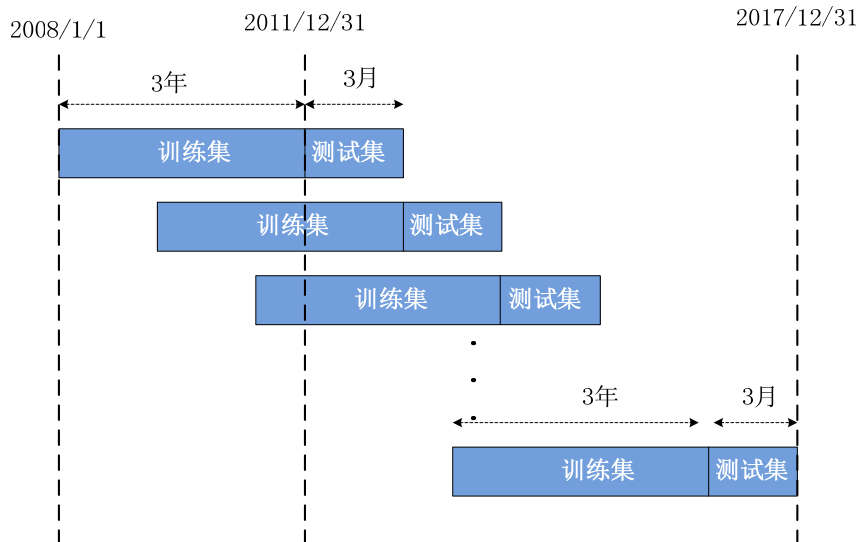 2008/1/1
2011/12/31
2017/12/31
3年
3月
训练集
测试集
训练集
测试集
训练集
测试集
3年
3月
训练集
测试集